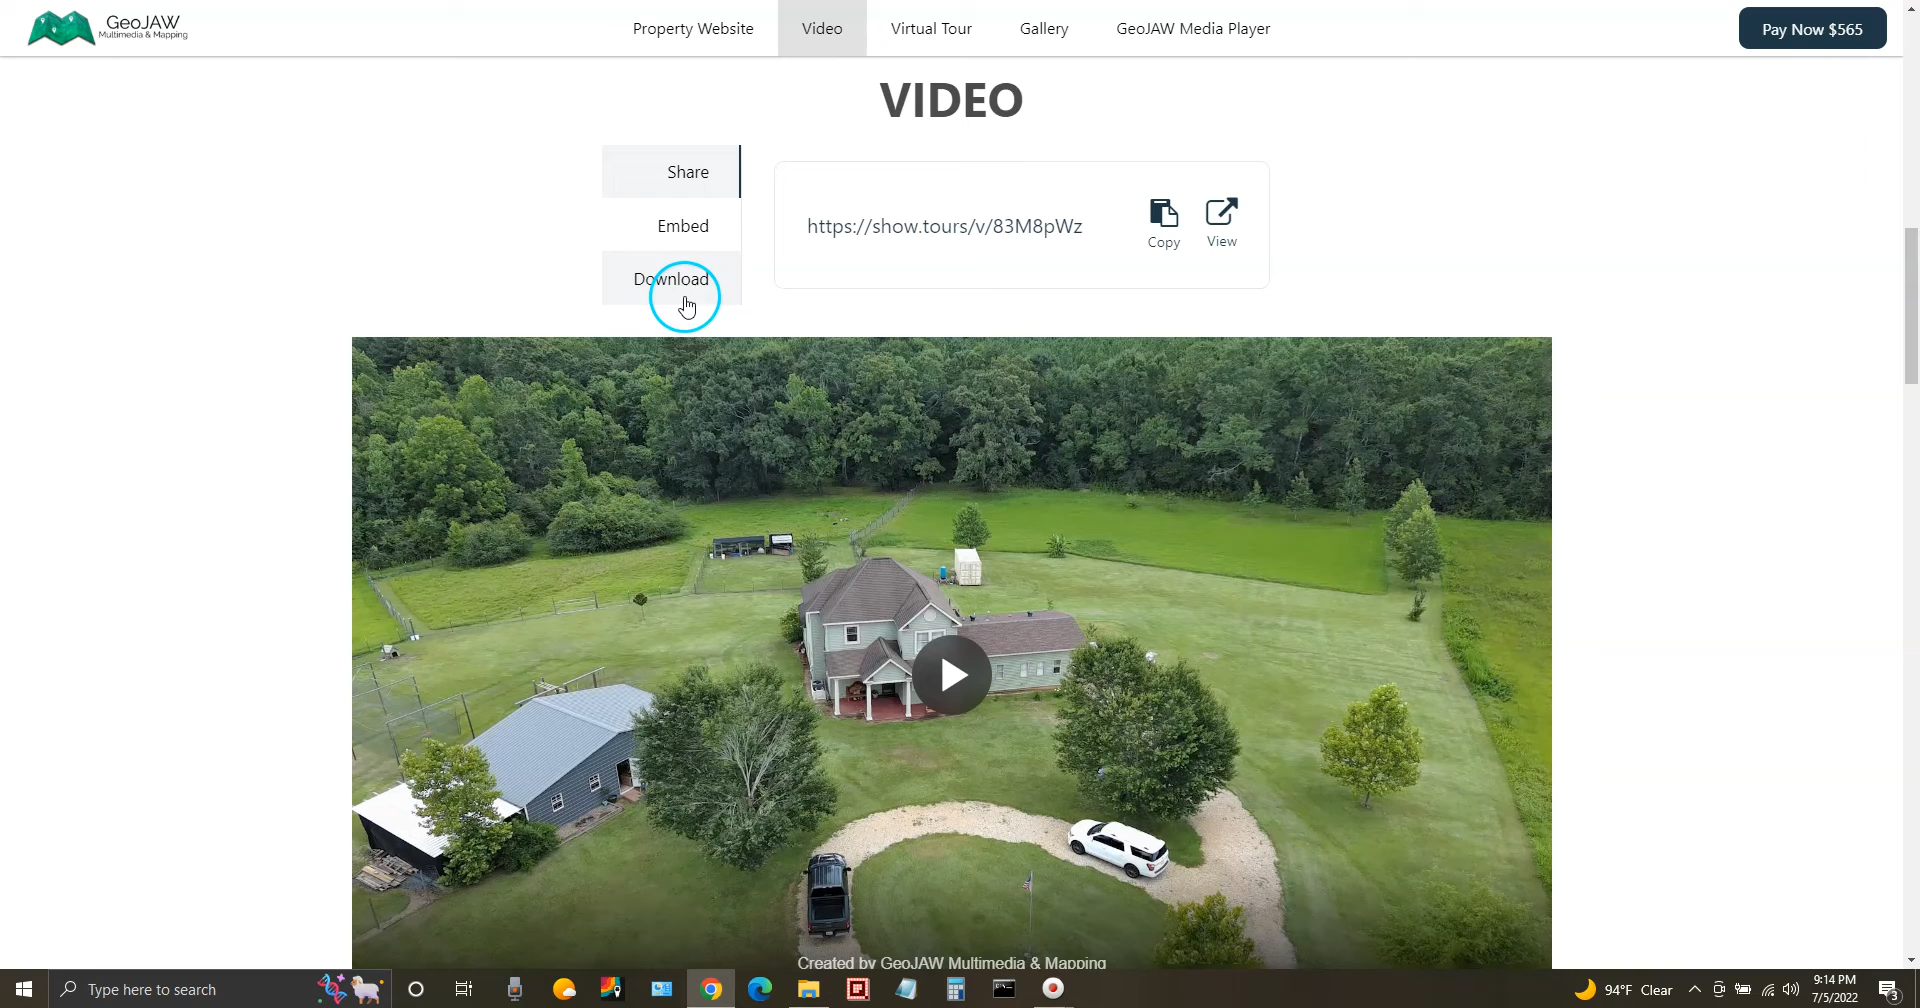 GeoJAW
Multimedia & Mapping
Property Website
Video
Virtual Tour
Gallery
GeoJAW Media Player
Pay Now $565
VIDEO
Share
Embed
Download
https://show.tours/v/83M8pWz
Copy
View
Created by GeoJAW Multimedia & Mapping
Type here to search
94°F Clear
9:14 PM
7/5/2022
3